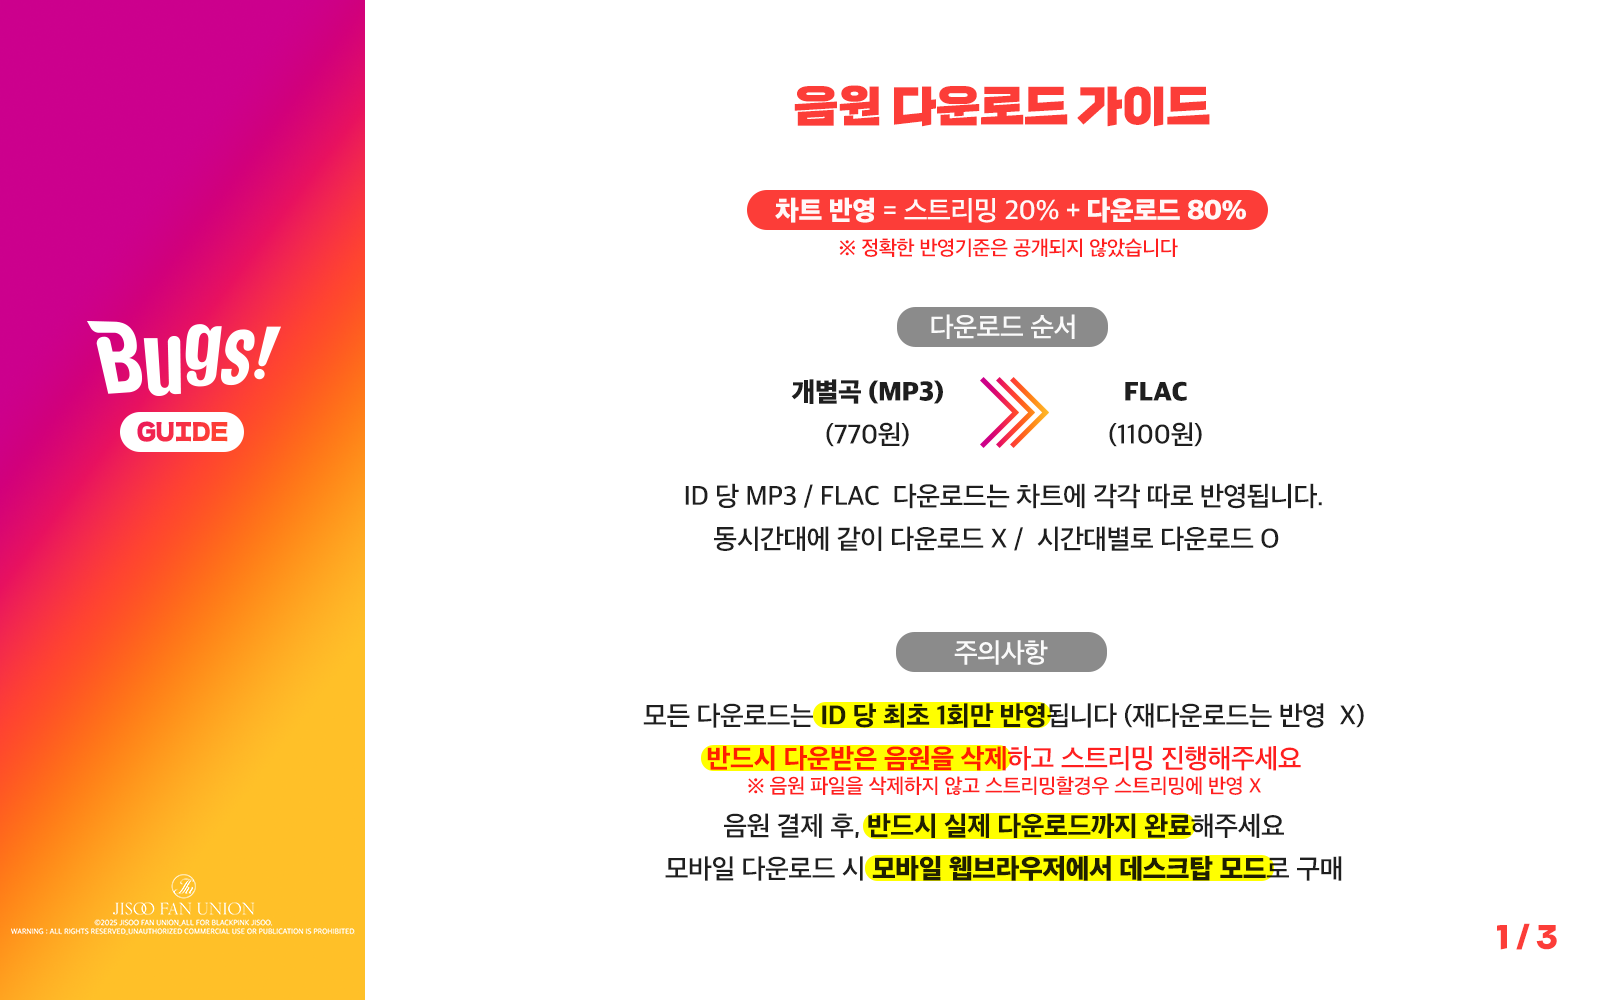 Bugs!
GUIDE
JISOO FAN UNION
©2025 JISOO FAN UNION,ALL FOR BLACKPINK JISOO.
WARNING : ALL RIGHTS RESERVED,UNAUTHORIZED COMMERCIAL USE OR PUBLICATION IS PROHIBITED
음원 다운로드 가이드
차트 반영 = 스트리밍 20% + 다운로드 80%
※ 정확한 반영기준은 공개되지 않았습니다
다운로드 순서
개별곡 (MP3) FLAC
(770원) (1100원)
ID 당 MP3 / FLAC 다운로드는 차트에 각각 따로 반영됩니다.
동시간대에 같이 다운로드 X / 시간대별로 다운로드 O
주의사항
모든 다운로드는 ID 당 최초 1회만 반영됩니다 (재다운로드는 반영 X)
반드시 다운받은 음원을 삭제하고 스트리밍 진행해주세요
※ 음원 파일을 삭제하지 않고 스트리밍할경우 스트리밍에 반영 X
음원 결제 후, 반드시 실제 다운로드까지 완료해주세요
모바일 다운로드 시 모바일 웹브라우저에서 데스크탑 모드로 구매
1 / 3